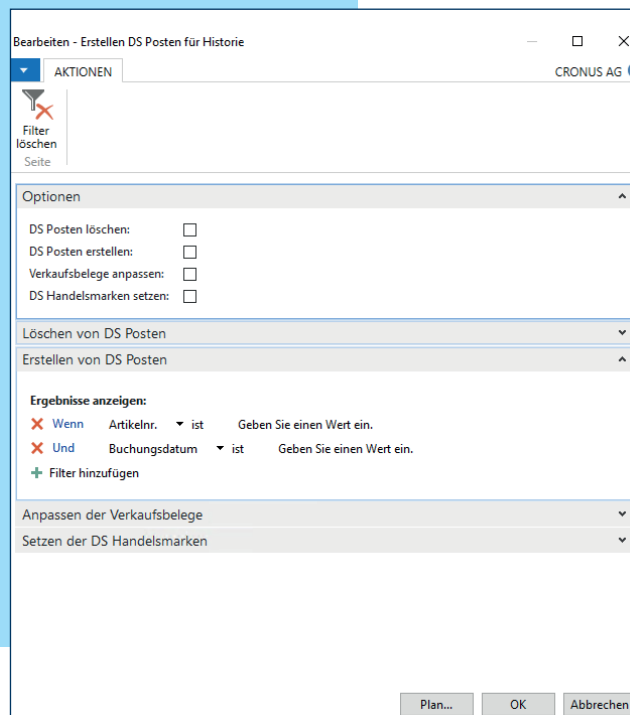 Bearbeiten - Erstellen DS Posten für Historie
AKTIONEN
CRONUS AG
Filter
löschen
Seite
Optionen
DS Posten löschen:
DS Posten erstellen:
Verkaufsbelege anpassen:
DS Handelsmarken setzen:
Löschen von DS Posten
Erstellen von DS Posten
Ergebnisse anzeigen:
Wenn Artikelnr. ist Geben Sie einen Wert ein.
Und Buchungsdatum ist Geben Sie einen Wert ein.
Filter hinzufügen
Anpassen der Verkaufsbelege
Setzen der DS Handelsmarken
Plan... OK Abbrechen